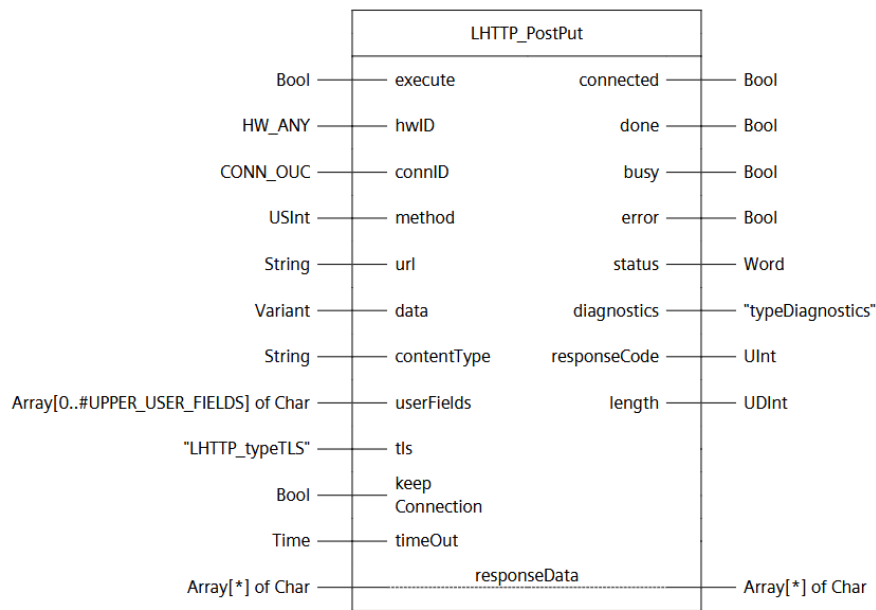 LHTTP_PostPut
Bool execute connected Bool
HW_ANY hwID done Bool
CONN_OUC connID busy Bool
USInt method error Bool
String url status Word
Variant data diagnostics "typeDiagnostics"
String contentType responseCode UInt
Array[0..#UPPER_USER_FIELDS] of Char userFields length UDInt
"LHTTP_typeTLS" tls
Bool keep
Connection
Time timeOut
Array[*] of Char responseData Array[*] of Char